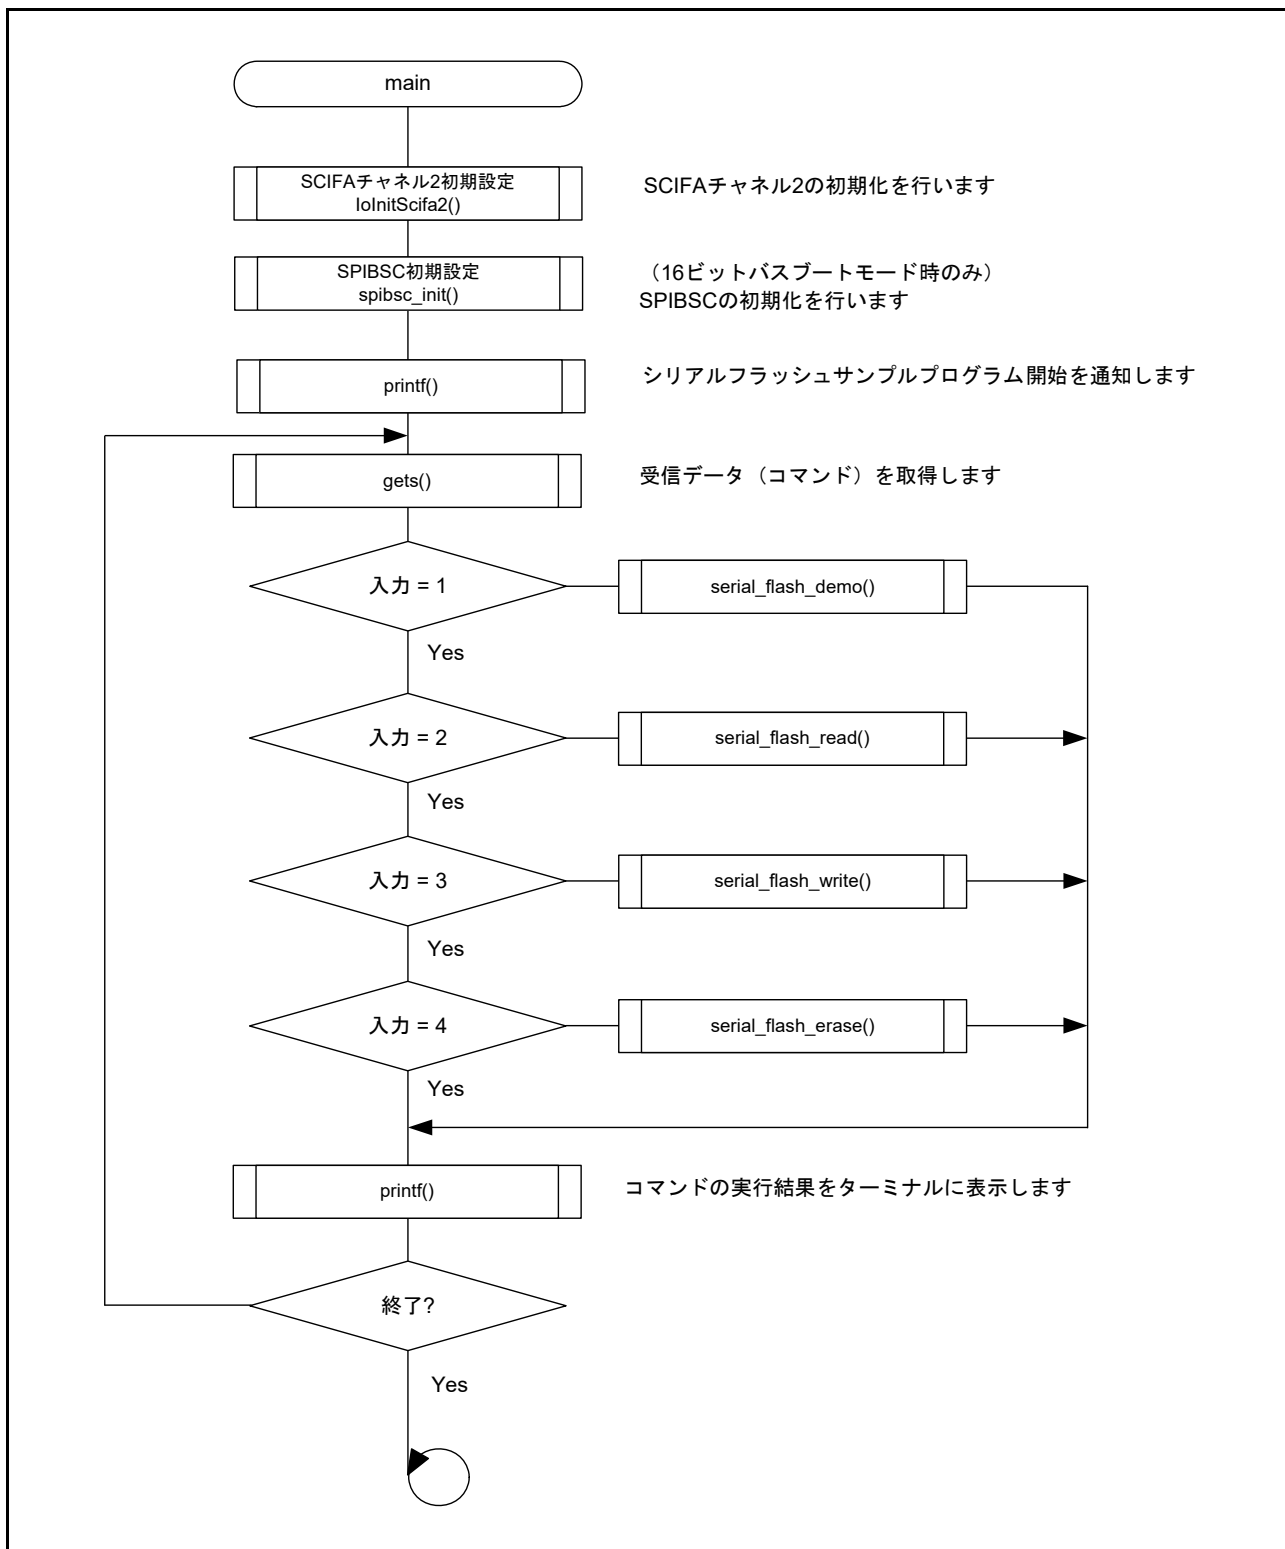 main
SCIFAチャネル2初期設定
IoInitScifa2()
SCIFAチャネル2の初期化を行います
SPIBSC初期設定
spibsc_init()
（16ビットバスブートモード時のみ）
SPIBSCの初期化を行います
printf()
シリアルフラッシュサンプルプログラム開始を通知します
gets()
受信データ（コマンド）を取得します
入力 = 1
serial_flash_demo()
Yes
入力 = 2
serial_flash_read()
Yes
入力 = 3
serial_flash_write()
Yes
入力 = 4
serial_flash_erase()
Yes
printf()
コマンドの実行結果をターミナルに表示します
終了?
Yes